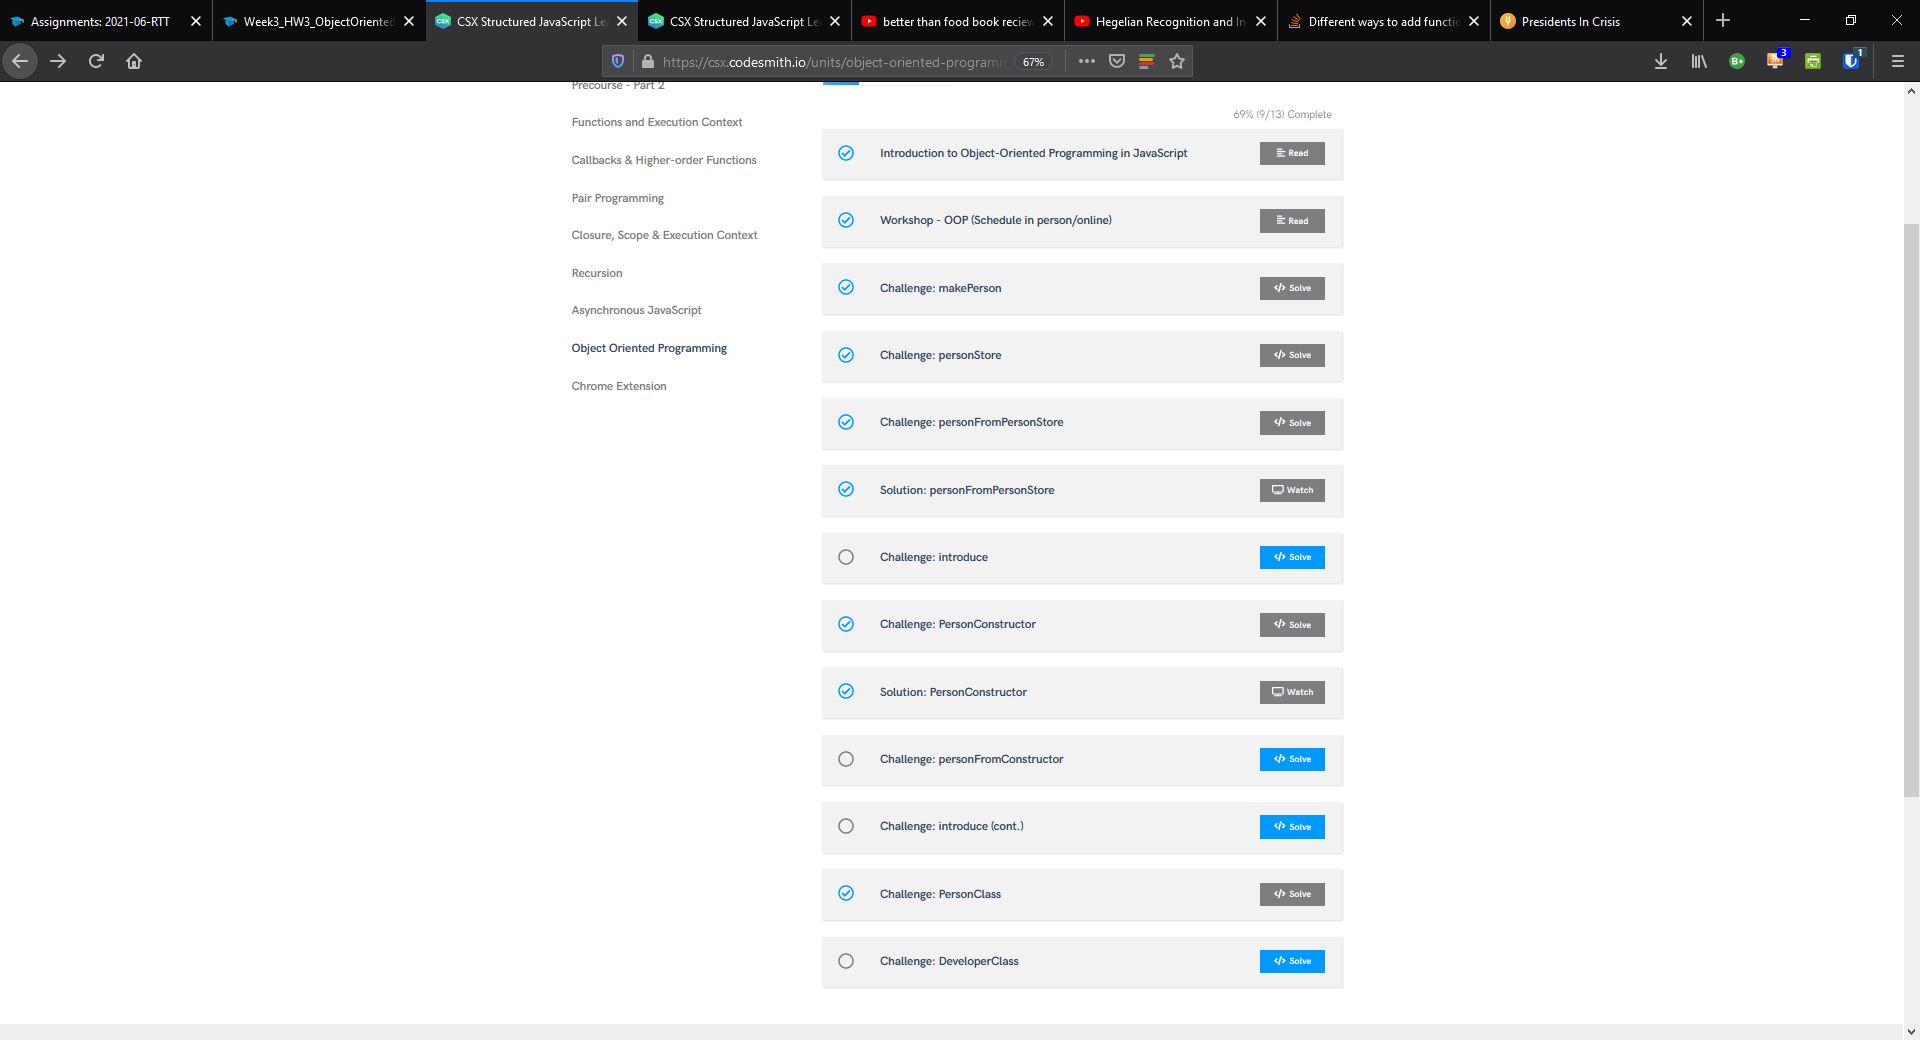 Assignments: 2021-06-RTT
Week3_HW3_ObjectOriented
CSX Structured JavaScript Le
CSX Structured JavaScript Le
better than food book reciev
Hegelian Recognition and In
Different ways to add functio
Presidents In Crisis
https://csx.codesmith.io/units/object-oriented-programm
67%
3
1
Precourse - Part 2
Functions and Execution Context
Callbacks & Higher-order Functions
Pair Programming
Closure, Scope & Execution Context
Recursion
Asynchronous JavaScript
Object Oriented Programming
Chrome Extension
69% (9/13) Complete
Introduction to Object-Oriented Programming in JavaScript
Read
Workshop - OOP (Schedule in person/online)
Read
Challenge: makePerson
</> Solve
Challenge: personStore
</> Solve
Challenge: personFromPersonStore
</> Solve
Solution: personFromPersonStore
Watch
Challenge: introduce
</> Solve
Challenge: PersonConstructor
</> Solve
Solution: PersonConstructor
Watch
Challenge: personFromConstructor
</> Solve
Challenge: introduce (cont.)
</> Solve
Challenge: PersonClass
</> Solve
Challenge: DeveloperClass
</> Solve